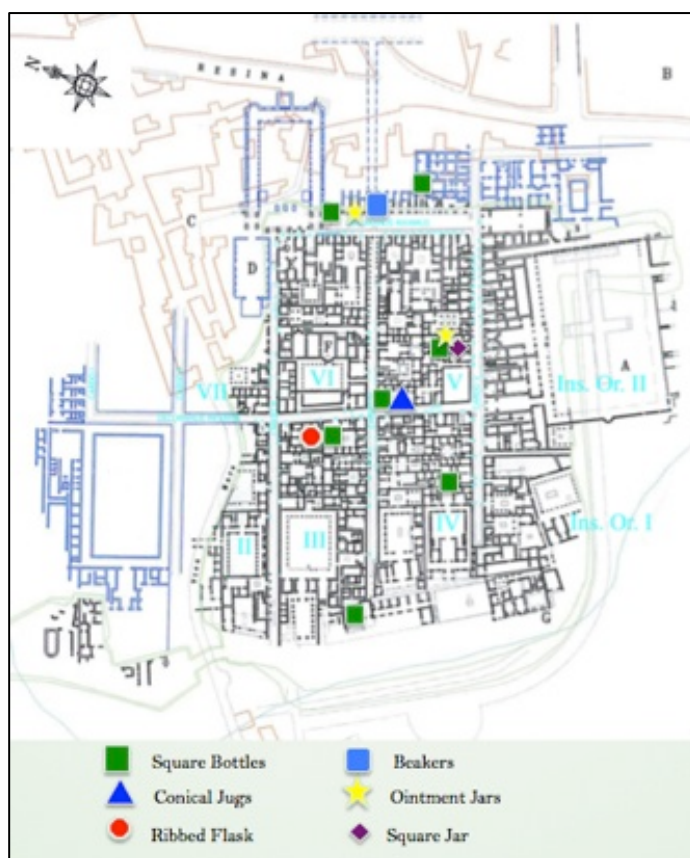 N
RESINA
B
C
D
F
A
VI
VII
V
Ins. Or. II
II
III
IV
Ins. Or. I
G
Square Bottles
Beakers
Conical Jugs
Ointment Jars
Ribbed Flask
Square Jar